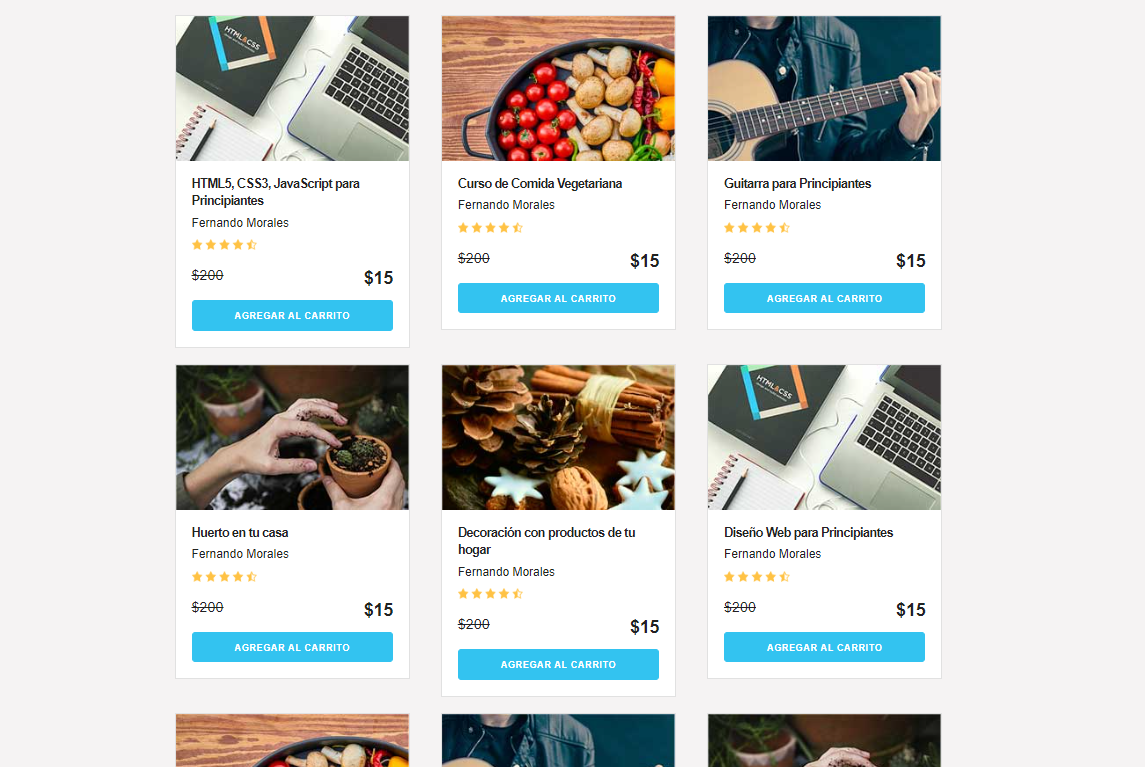 HTML&CSS
HTML5, CSS3, JavaScript para
Principiantes
Fernando Morales
$200
$15
AGREGAR AL CARRITO
Curso de Comida Vegetariana
Fernando Morales
$200
$15
AGREGAR AL CARRITO
Guitarra para Principiantes
Fernando Morales
$200
$15
AGREGAR AL CARRITO
Huerto en tu casa
Fernando Morales
$200
$15
AGREGAR AL CARRITO
Decoración con productos de tu
hogar
Fernando Morales
$200
$15
AGREGAR AL CARRITO
HTML&CSS
Diseño Web para Principiantes
Fernando Morales
$200
$15
AGREGAR AL CARRITO